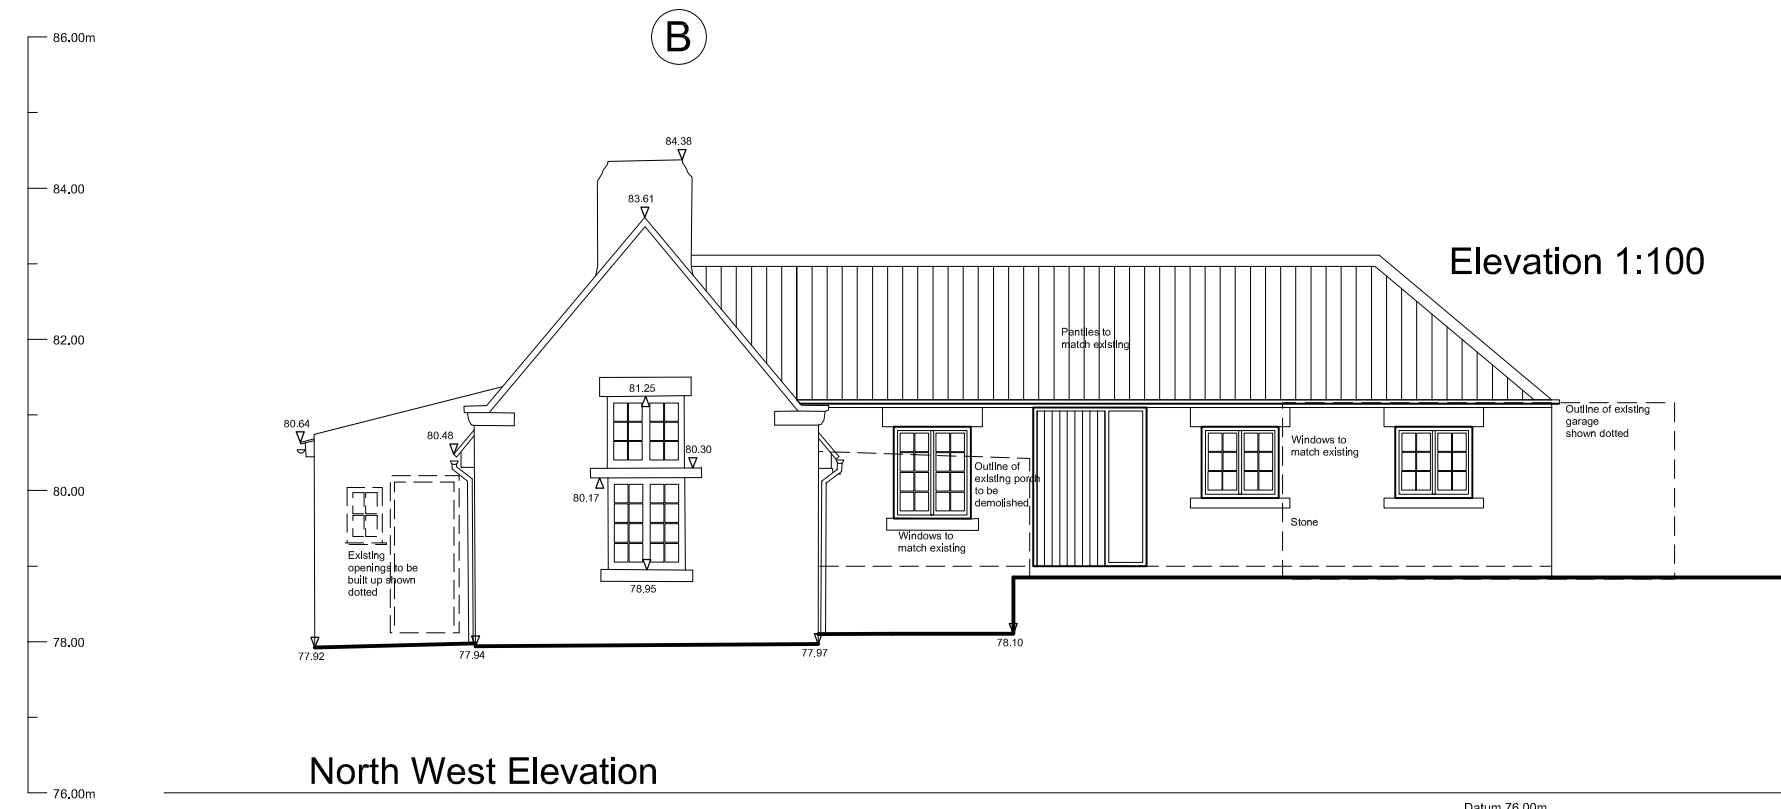 86.00m
B
84.38
84.00
83.61
Elevation 1:100
82.00
Pantiles to
match existing
81.25
80.64
80.48
80.30
80.17
80.00
Outline of existing
garage
shown dotted
Windows to
match existing
Outline of
existing porch
to be
demolished
Stone
Windows to
match existing
Existing
openings to be
built up shown
dotted
78.95
78.00
77.92
77.94
77.97
78.10
North West Elevation
76.00m
Datum 76.00m